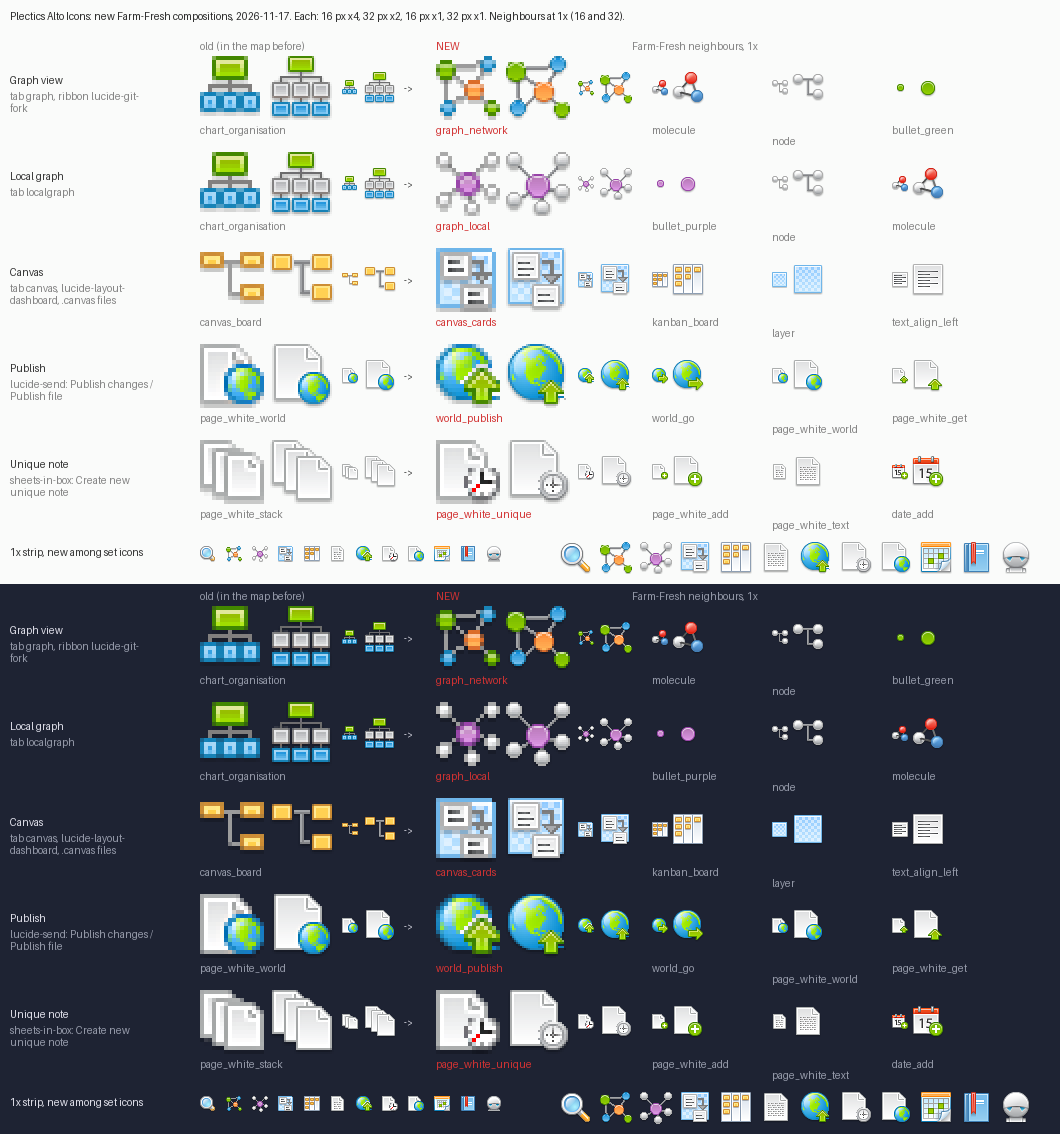 Plectics Alto Icons: new Farm-Fresh compositions, 2026-11-17. Each: 16 px x4, 32 px x2, 16 px x1, 32 px x1. Neighbours at 1x (16 and 32).
old (in the map before)
NEW
Farm-Fresh neighbours, 1x
Graph view
tab graph, ribbon lucide-git-
fork
->
chart_organisation
graph_network
molecule
node
bullet_green
Local graph
tab localgraph
->
chart_organisation
graph_local
bullet_purple
node
molecule
Canvas
tab canvas, lucide-layout-
dashboard, .canvas files
->
canvas_board
canvas_cards
kanban_board
layer
text_align_left
Publish
lucide-send: Publish changes /
Publish file
->
page_white_world
world_publish
world_go
page_white_world
page_white_get
Unique note
sheets-in-box: Create new
unique note
->
15
15
page_white_stack
page_white_unique
page_white_add
page_white_text
date_add
1x strip, new among set icons
old (in the map before)
NEW
Farm-Fresh neighbours, 1x
Graph view
tab graph, ribbon lucide-git-
fork
->
chart_organisation
graph_network
molecule
node
bullet_green
Local graph
tab localgraph
->
chart_organisation
graph_local
bullet_purple
node
molecule
Canvas
tab canvas, lucide-layout-
dashboard, .canvas files
->
canvas_board
canvas_cards
kanban_board
layer
text_align_left
Publish
lucide-send: Publish changes /
Publish file
->
page_white_world
world_publish
world_go
page_white_world
page_white_get
Unique note
sheets-in-box: Create new
unique note
->
15
15
page_white_stack
page_white_unique
page_white_add
page_white_text
date_add
1x strip, new among set icons